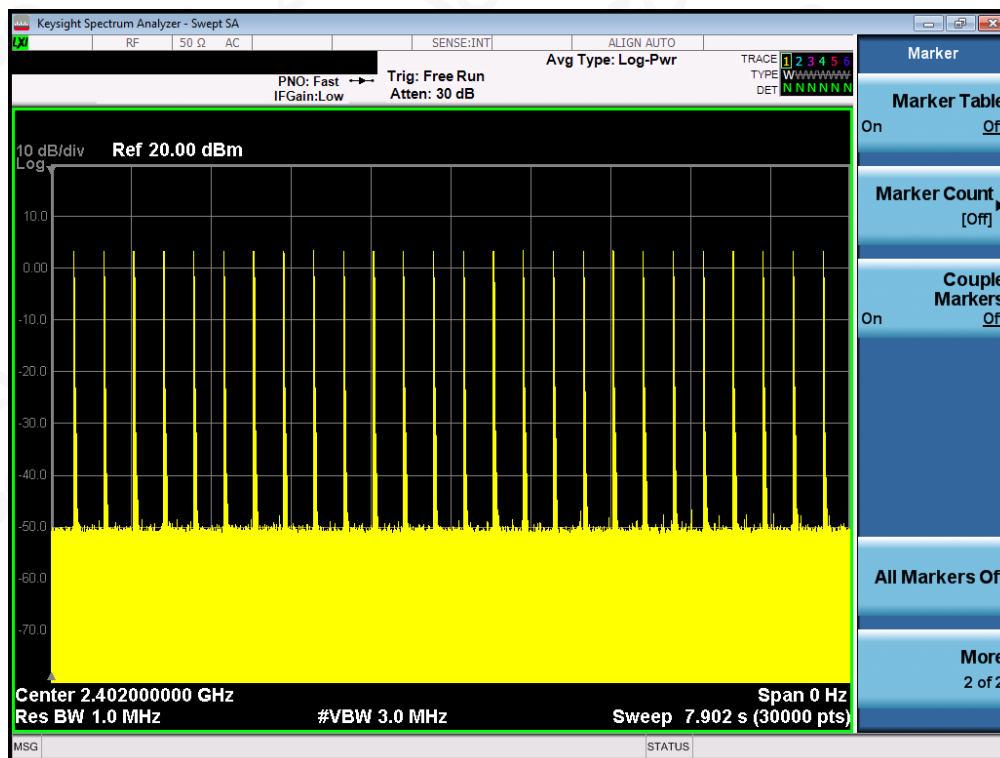 Keysight Spectrum Analyzer - Swept SA
LXI RF 50 Ω AC SENSE:INT ALIGN AUTO
Marker
Avg Type: Log-Pwr
TRACE 1 2 3 4 5 6
PNO: Fast Trig: Free Run
TYPE WWWWWW
IFGain:Low Atten: 30 dB
DET N N N N N N
Marker Table
On Off
10 dB/div Ref 20.00 dBm
Log
Marker Count
[Off]
10.0
0.00
-10.0
-20.0
-30.0
-40.0
-50.0
-60.0
-70.0
Couple
Markers
On Off
All Markers Off
More
2 of 2
Center 2.402000000 GHz Span 0 Hz
Res BW 1.0 MHz #VBW 3.0 MHz Sweep 7.902 s (30000 pts)
MSG STATUS